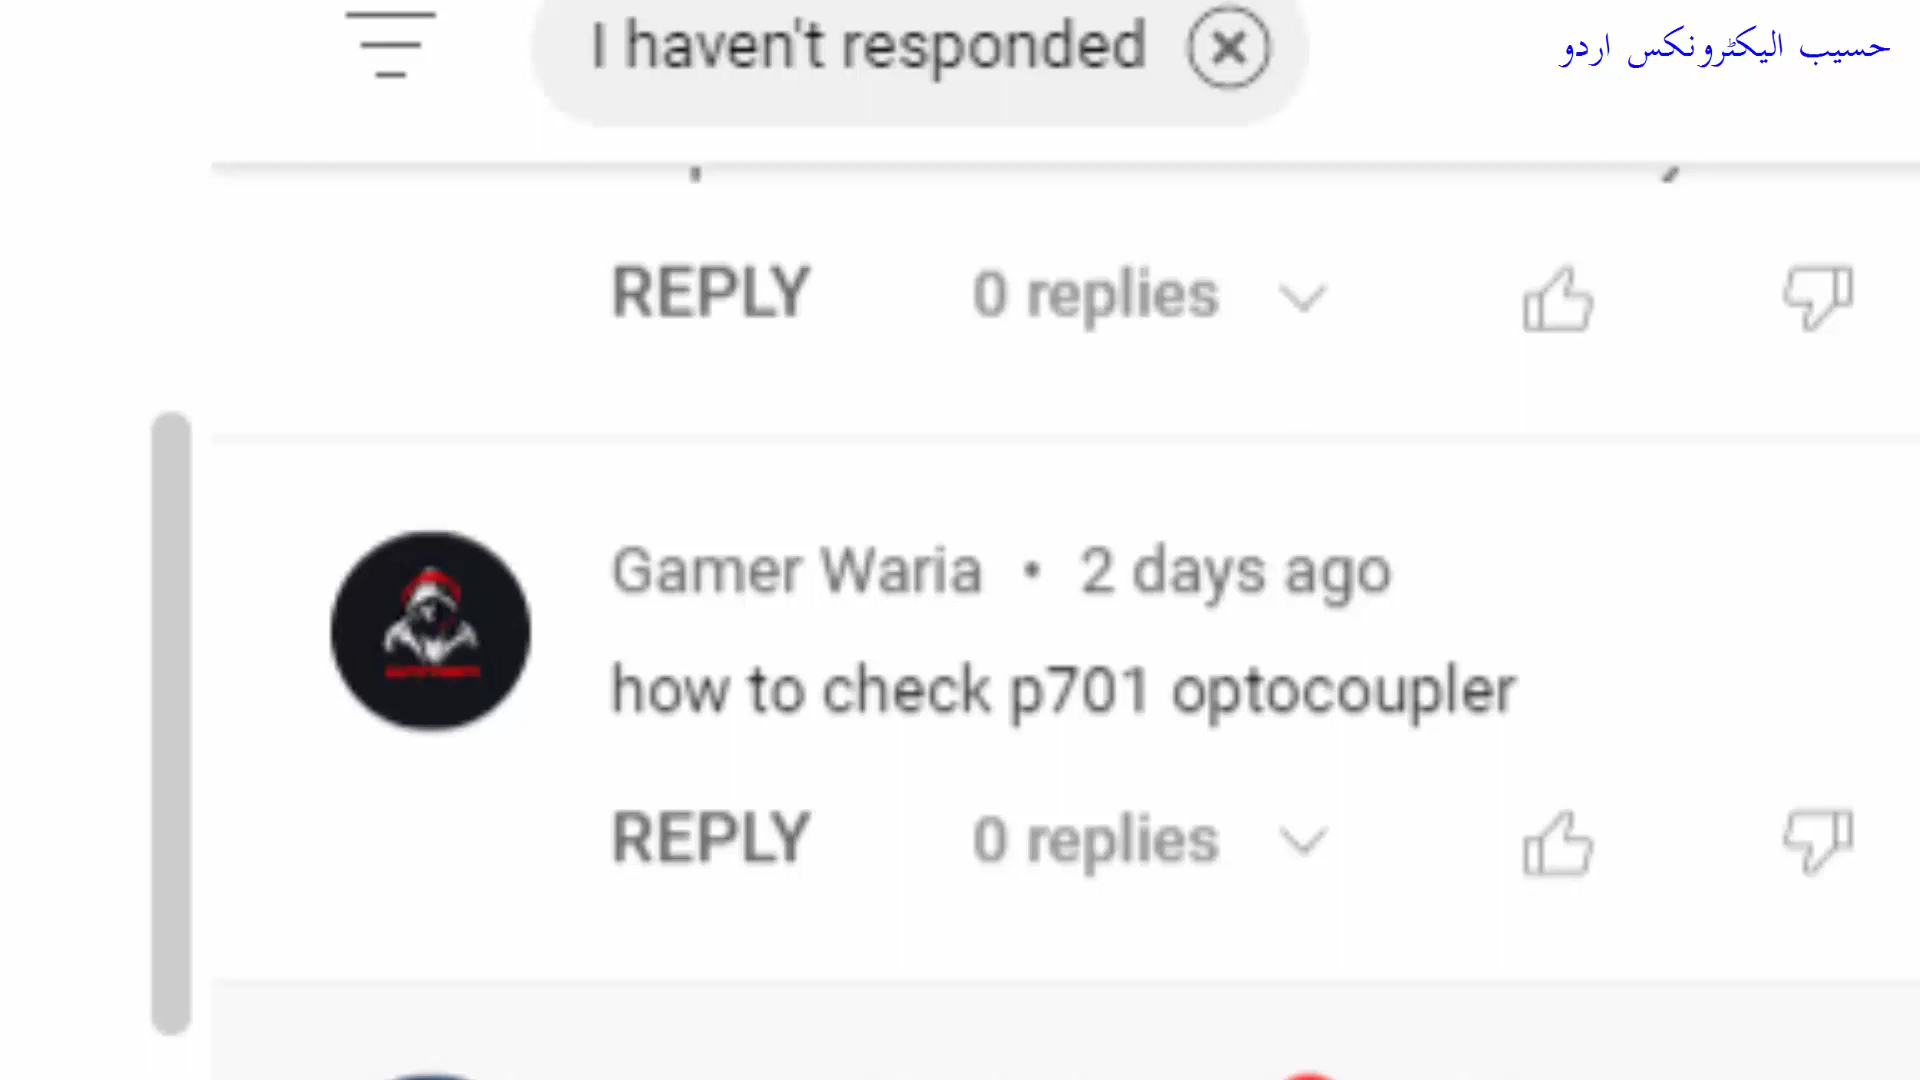 I haven't responded
حسیب الیکٹرونکس اردو
REPLY 0 replies
Gamer Waria • 2 days ago
how to check p701 optocoupler
REPLY 0 replies